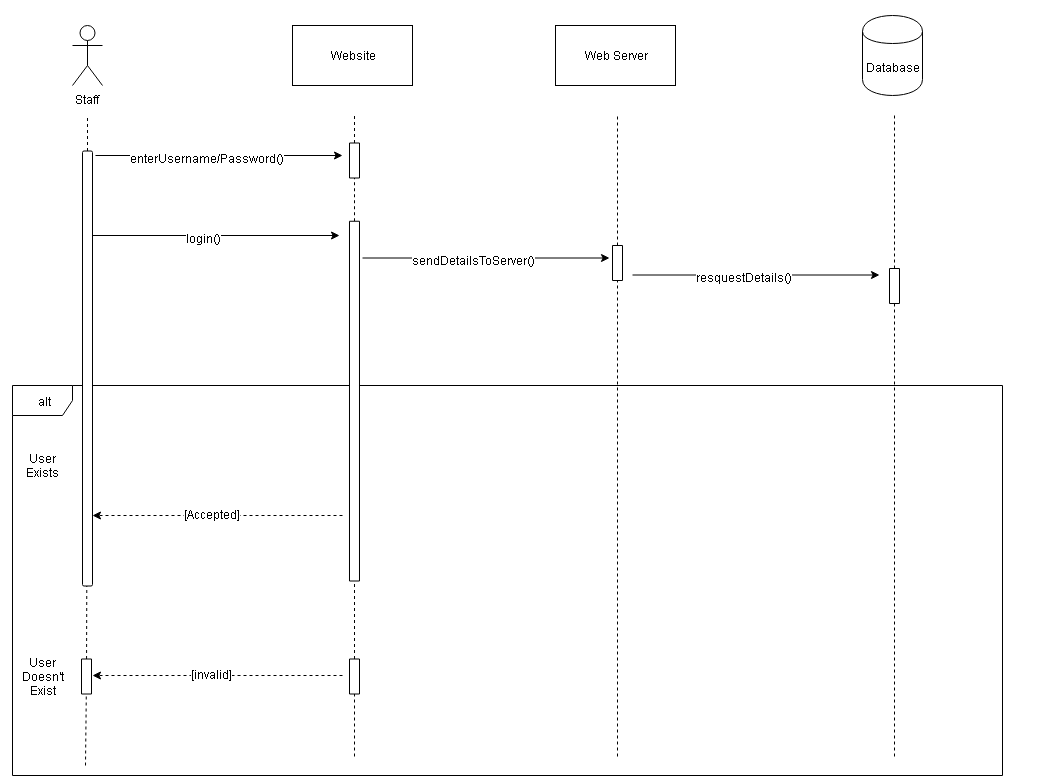 Website
Web Server
Database
Staff
enterUsername/Password()
login()
sendDetailsToServer()
resquestDetails()
alt
User
Exists
[Accepted]
User
Doesn't
Exist
[invalid]